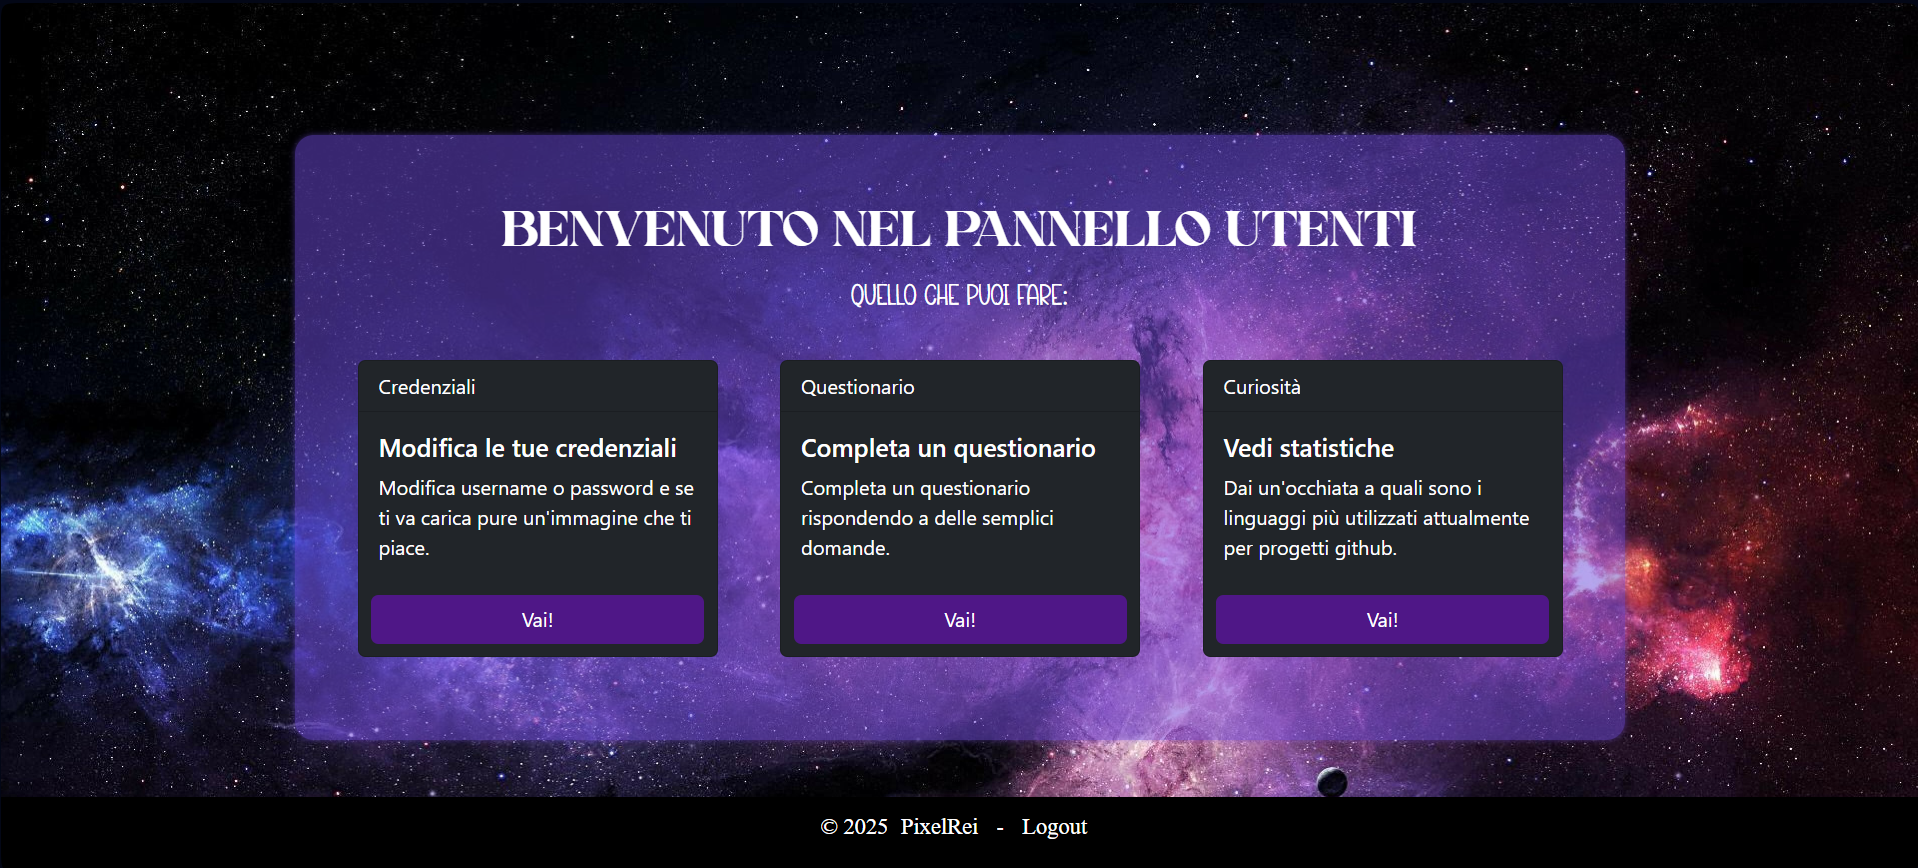 BENVENUTO NEL PANNELLO UTENTI
QUELLO CHE PUOI FARE:
Credenziali
Modifica le tue credenziali
Modifica username o password e se
ti va carica pure un'immagine che ti
piace.
Vai!
Questionario
Completa un questionario
Completa un questionario
rispondendo a delle semplici
domande.
Vai!
Curiosità
Vedi statistiche
Dai un'occhiata a quali sono i
linguaggi più utilizzati attualmente
per progetti github.
Vai!
© 2025 PixelRei - Logout